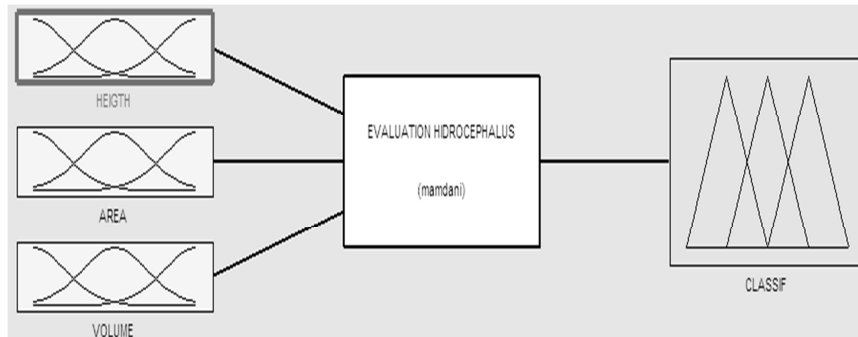 HEIGTH
AREA
VOLUME
EVALUATION HIDROCEPHALUS
(mamdani)
CLASSIF